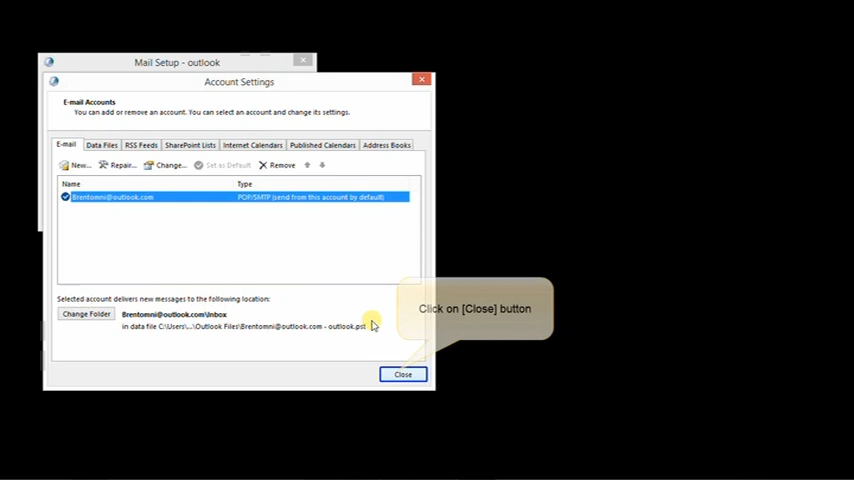 Mail Setup - outlook
Account Settings
E-mail Accounts
You can add or remove an account. You can select an account and change its settings.
E-mail Data Files RSS Feeds SharePoint Lists Internet Calendars Published Calendars Address Books
New... Repair... Change... Set as Default Remove
Name Type
Brentomni@outlook.com POP/SMTP (send from this account by default)
Selected account delivers new messages to the following location:
Change Folder Brentomni@outlook.com\Inbox
in data file C:\Users\...\Outlook Files\Brentomni@outlook.com - outlook.pst
Click on [Close] button
Close